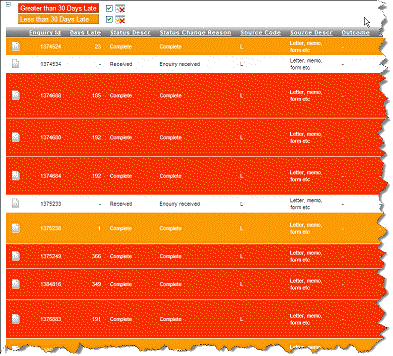 Greater than 30 Days Late
Less than 30 Days Late
Enquiry Id Days Late Status Descr Status Change Reason Source Code Source Descr Outcome
1374524 23 Complete Complete L Letter, memo, form etc -
1374534 - Received Enquiry received L Letter, memo, form etc -
1374668 185 Complete Complete L Letter, memo, form etc -
1374680 192 Complete Complete L Letter, memo, form etc -
1374684 192 Complete Complete L Letter, memo, form etc -
1375233 - Received Enquiry received L Letter, memo, form etc -
1375238 1 Complete Complete L Letter, memo, form etc -
1375249 366 Complete Complete L Letter, memo, form etc -
1384816 349 Complete Complete L Letter, memo, form etc -
1376883 191 Complete Complete L Letter, memo, form etc -